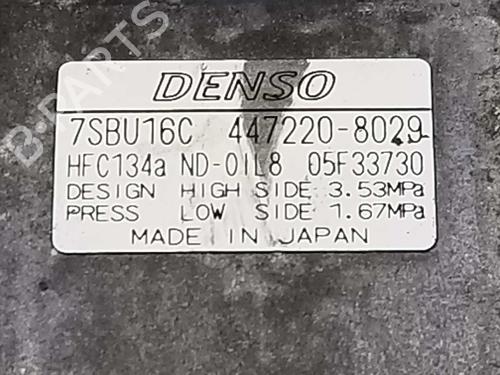 B-PARTS
DENSO
7SBU16C 447220-8029
HFC134a ND-OIL8 05F33730
DESIGN HIGH SIDE 3.53MPa
PRESS LOW SIDE 1.67MPa
MADE IN JAPAN